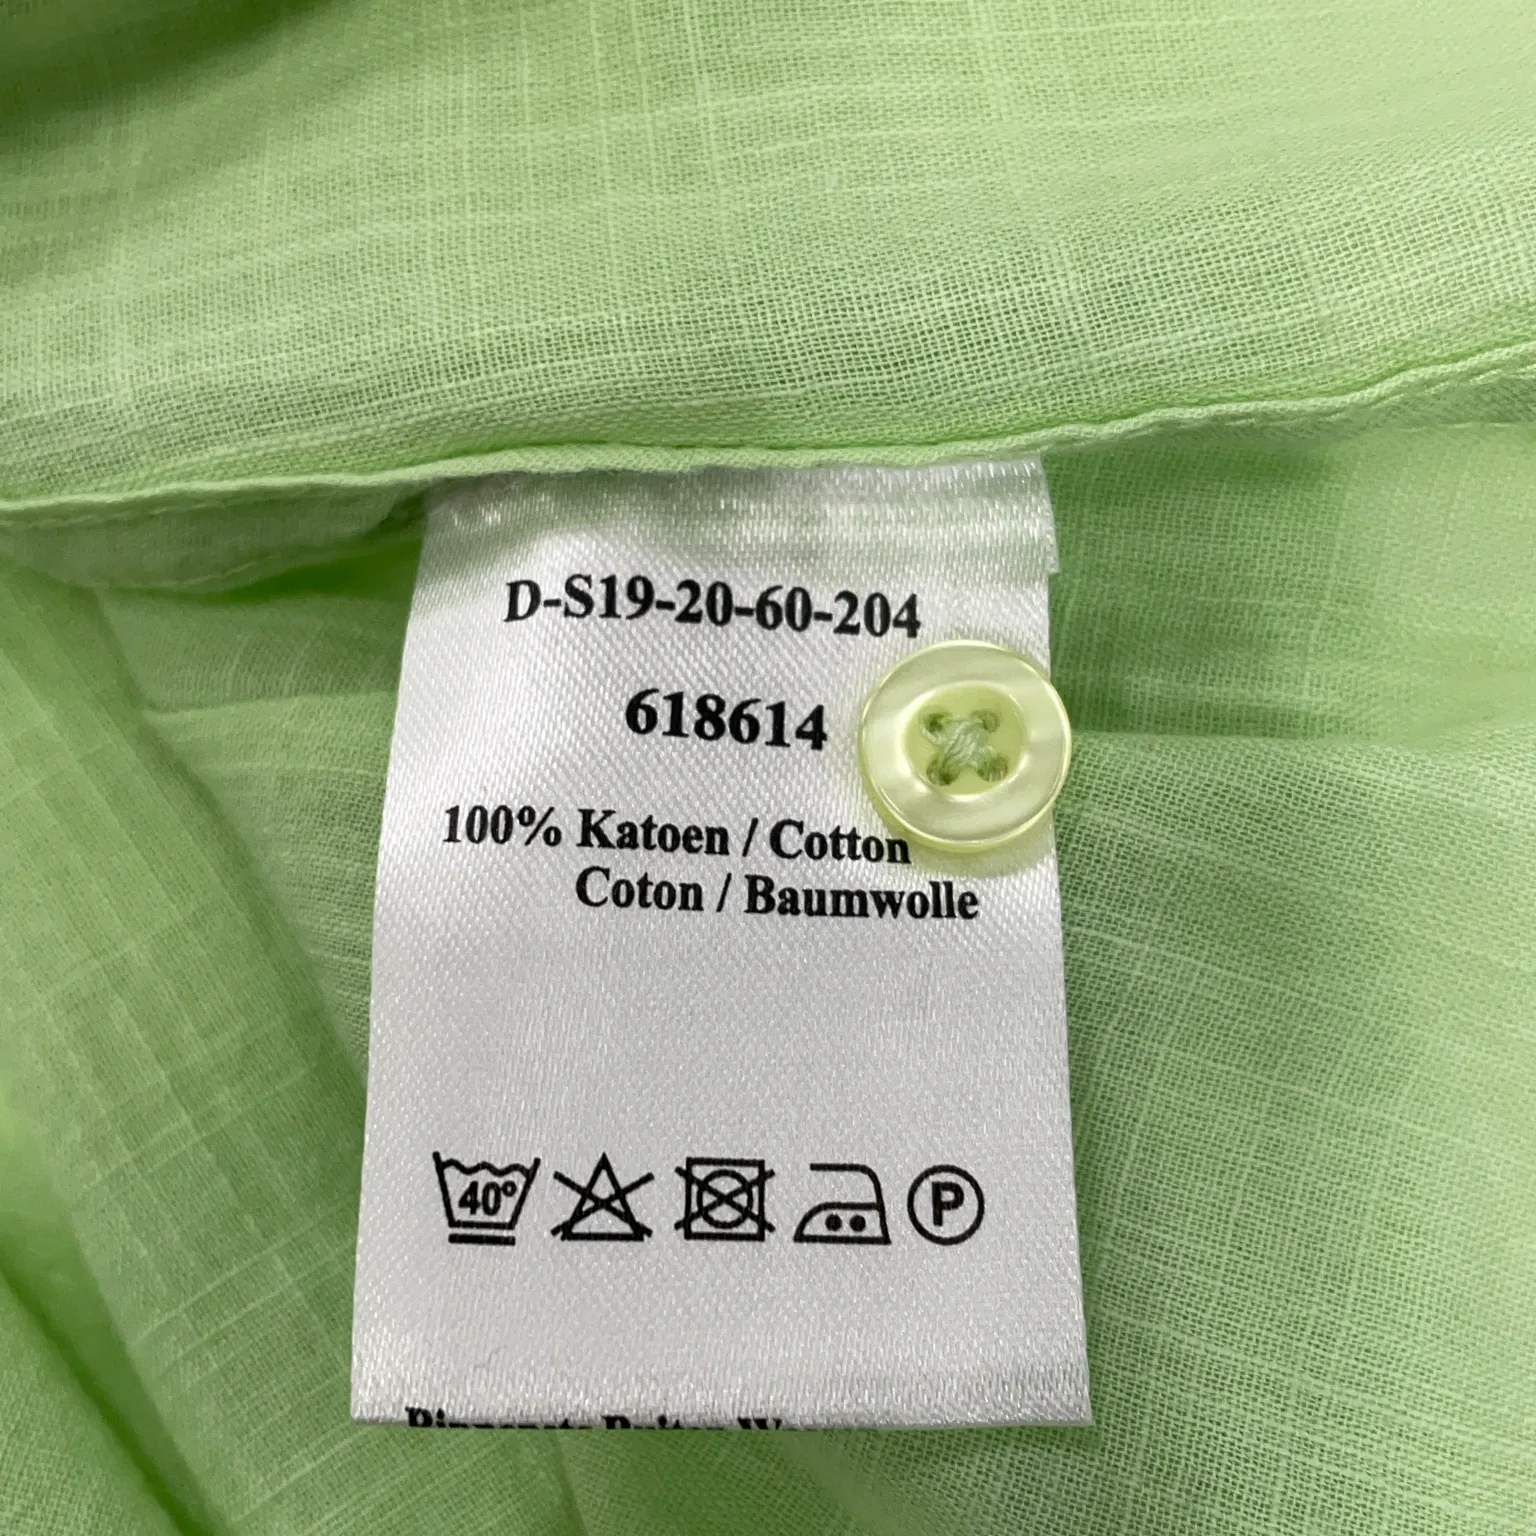 D-S19-20-60-204
618614
100% Katoen / Cotton
Coton / Baumwolle
40°
P